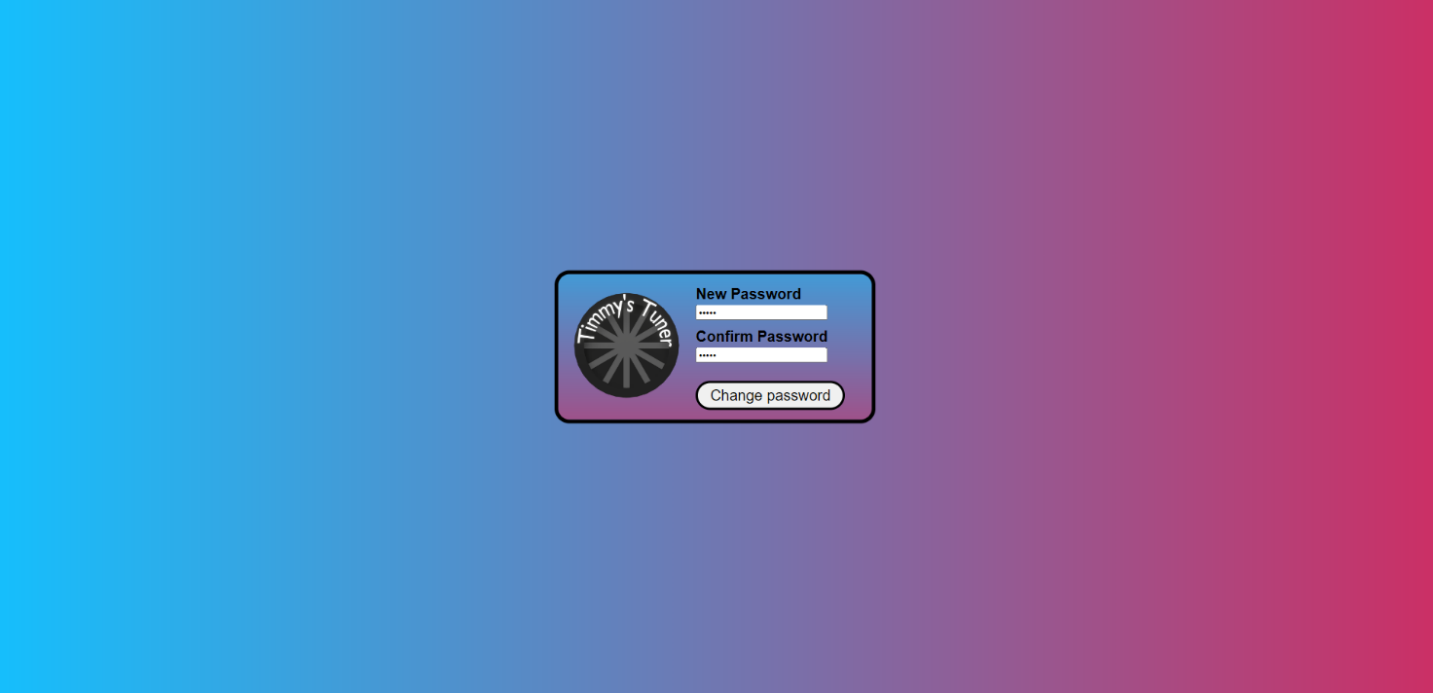 Timmy's Tuner
New Password
•••••
Confirm Password
•••••
Change password